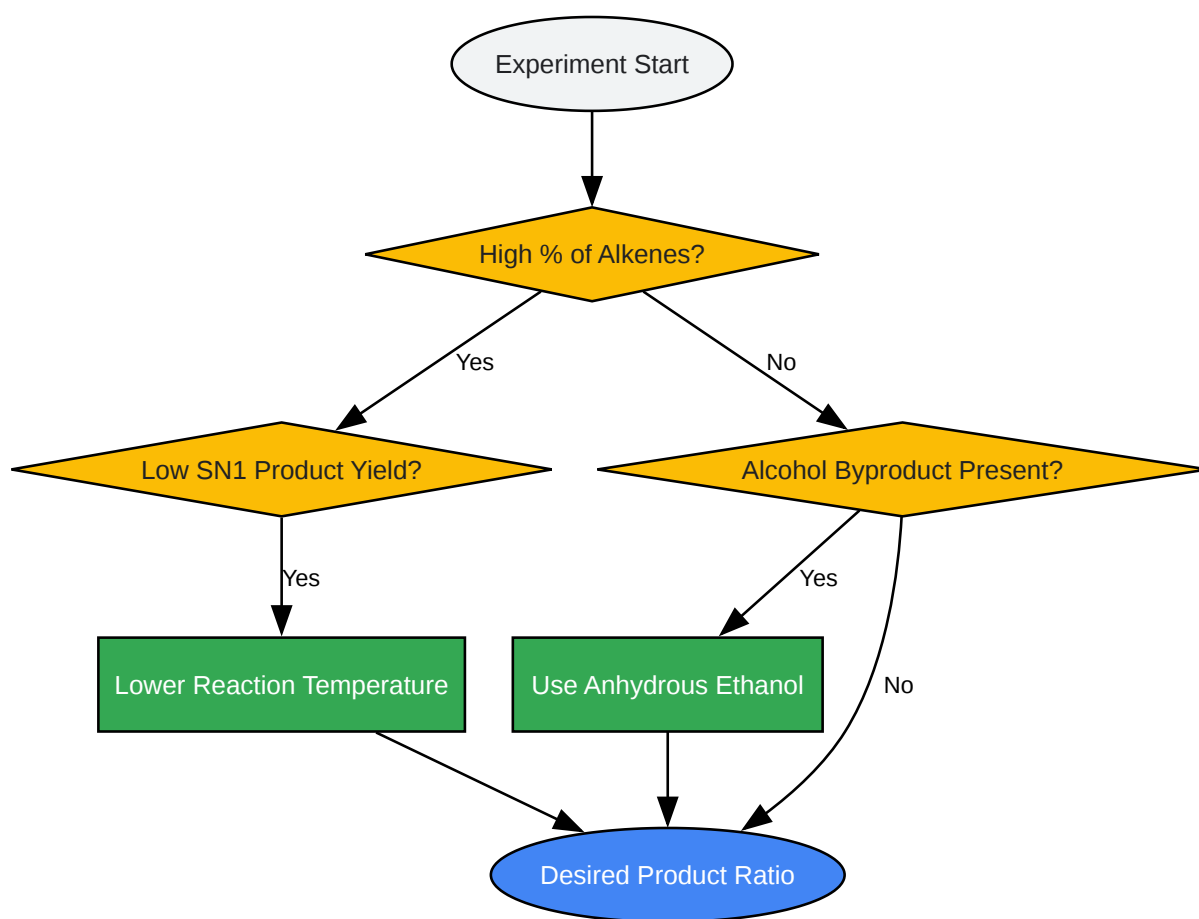 Experiment Start
High % of Alkenes?
Yes
No
Low SN1 Product Yield?
Alcohol Byproduct Present?
Yes
Yes
Lower Reaction Temperature
Use Anhydrous Ethanol
No
Desired Product Ratio